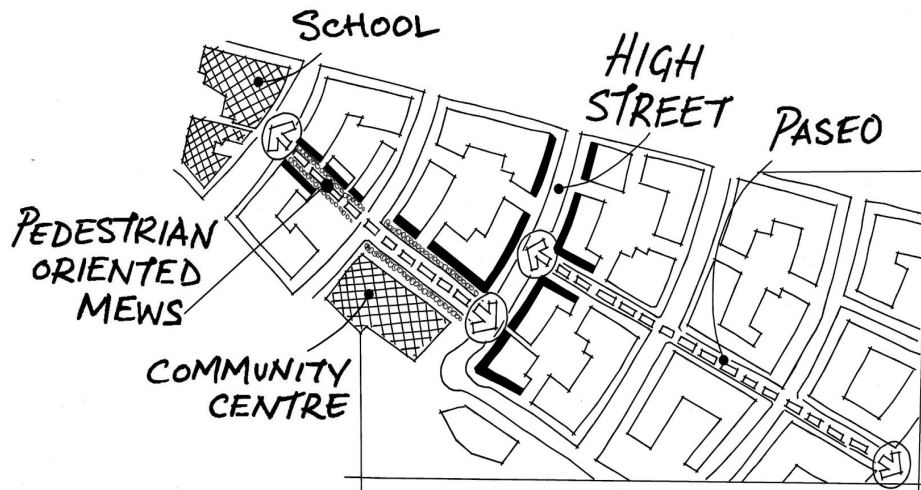 SCHOOL
HIGH
STREET
PASEO
PEDESTRIAN
ORIENTED
MEWS
COMMUNITY
CENTRE